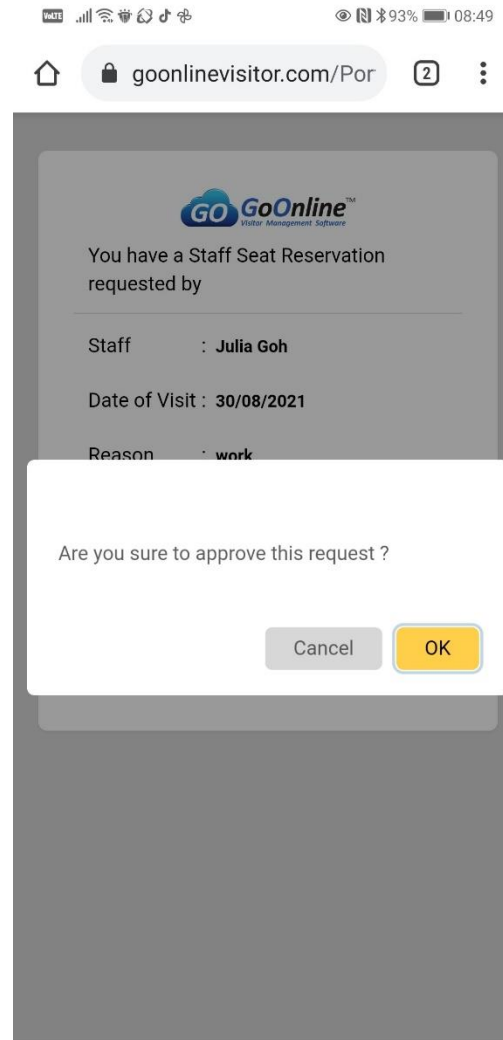 VoLTE 93% 08:49
goonlinevisitor.com/Por 2
GO GoOnline™
Visitor Management Software
You have a Staff Seat Reservation
requested by
Staff : Julia Goh
Date of Visit : 30/08/2021
Reason : work
Are you sure to approve this request ?
Cancel OK